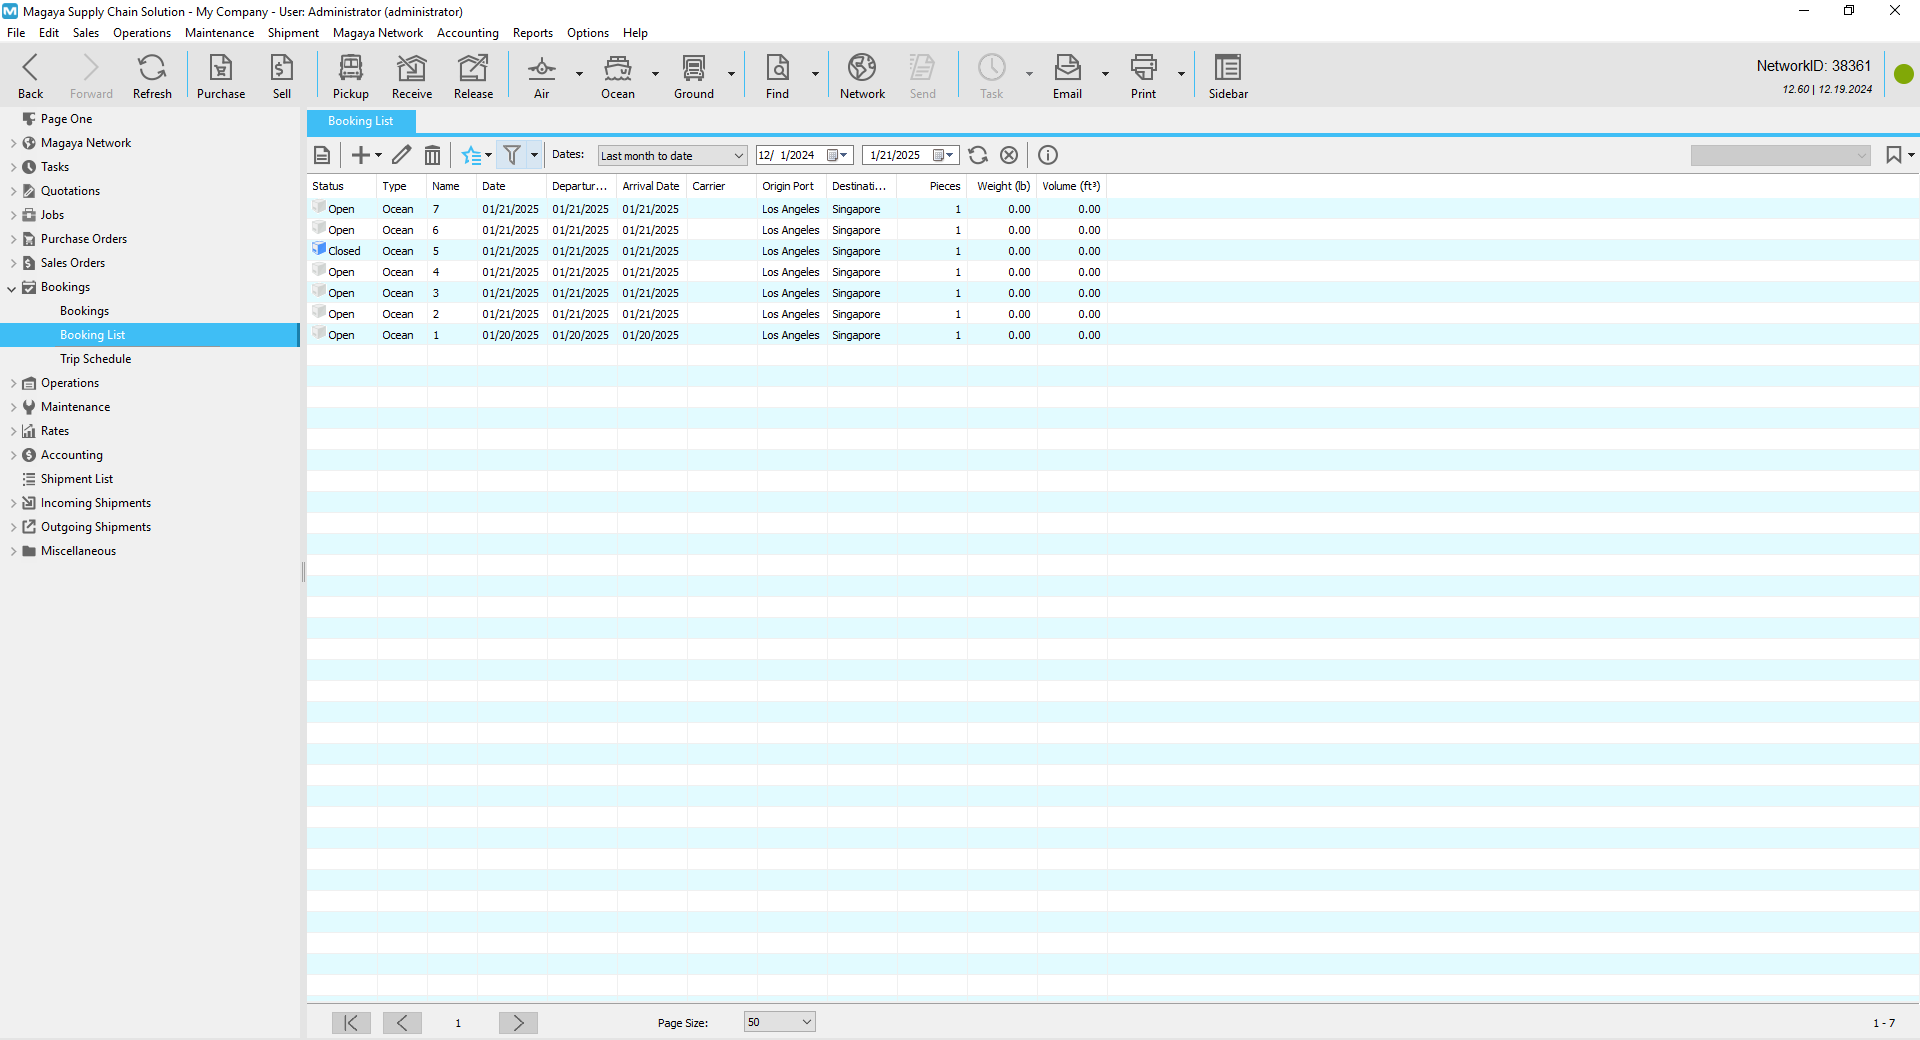 Magaya Supply Chain Solution - My Company - User: Administrator (administrator)
File Edit Sales Operations Maintenance Shipment Magaya Network Accounting Reports Options Help
Back Forward Refresh Purchase Sell Pickup Receive Release Air Ocean Ground Find Network Send Task Email Print Sidebar
NetworkID: 38361
12.60 | 12.19.2024
Page One
Magaya Network
Tasks
Quotations
Jobs
Purchase Orders
Sales Orders
Bookings
Bookings
Booking List
Trip Schedule
Operations
Maintenance
Rates
Accounting
Shipment List
Incoming Shipments
Outgoing Shipments
Miscellaneous
Booking List
Dates: Last month to date 12/ 1/2024 1/21/2025
Status Type Name Date Departur... Arrival Date Carrier Origin Port Destinati... Pieces Weight (lb) Volume (ft³)
Open Ocean 7 01/21/2025 01/21/2025 01/21/2025 Los Angeles Singapore 1 0.00 0.00
Open Ocean 6 01/21/2025 01/21/2025 01/21/2025 Los Angeles Singapore 1 0.00 0.00
Closed Ocean 5 01/21/2025 01/21/2025 01/21/2025 Los Angeles Singapore 1 0.00 0.00
Open Ocean 4 01/21/2025 01/21/2025 01/21/2025 Los Angeles Singapore 1 0.00 0.00
Open Ocean 3 01/21/2025 01/21/2025 01/21/2025 Los Angeles Singapore 1 0.00 0.00
Open Ocean 2 01/21/2025 01/21/2025 01/21/2025 Los Angeles Singapore 1 0.00 0.00
Open Ocean 1 01/20/2025 01/20/2025 01/20/2025 Los Angeles Singapore 1 0.00 0.00
1 Page Size: 50 1 - 7